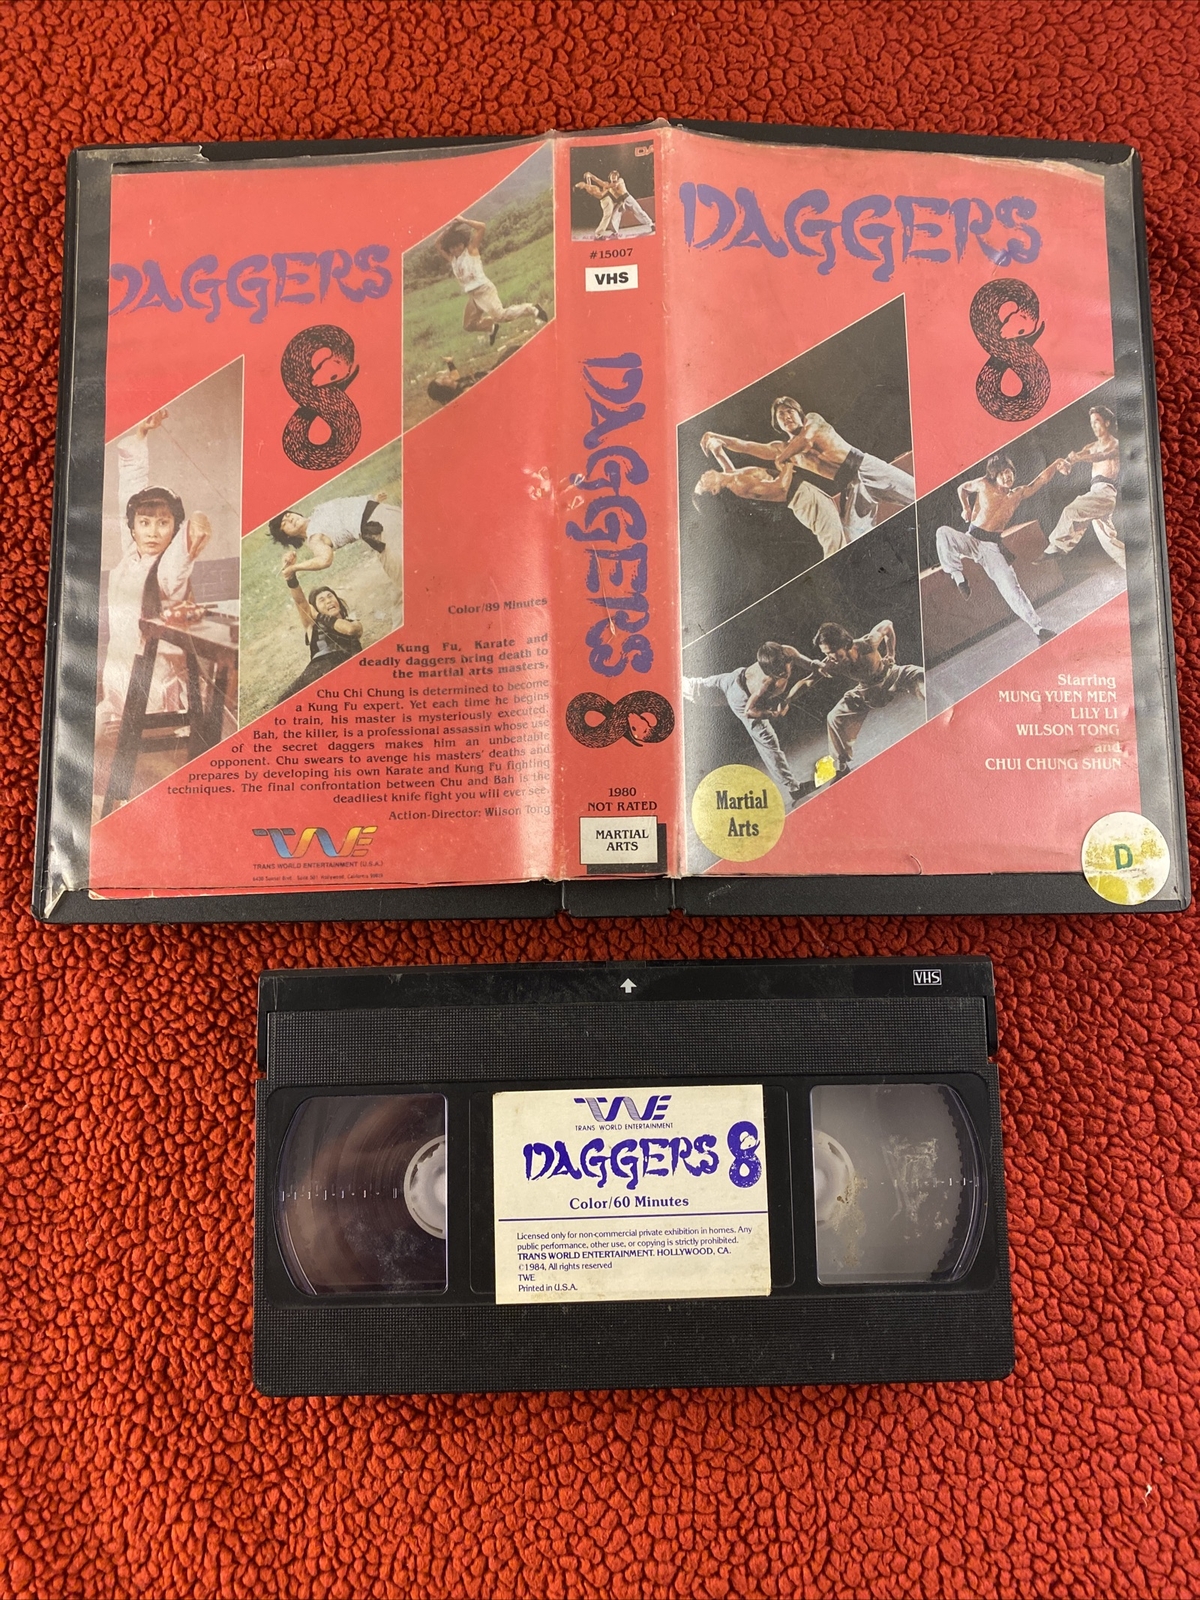 DAGGERS
8
Color/89 Minutes
Kung Fu, Karate and
deadly daggers bring death to
the martial arts masters.
Chu Chi Chung is determined to become
a Kung Fu expert. Yet each time he begins
to train, his master is mysteriously executed.
Bah, the killer, is a professional assassin whose use
of the secret daggers makes him an unbeatable
opponent. Chu swears to avenge his masters' deaths and
prepares by developing his own Karate and Kung Fu fighting
techniques. The final confrontation between Chu and Bah is the
deadliest knife fight you will ever see.
Action-Director: Wilson Tong
TWE
TRANS WORLD ENTERTAINMENT (U.S.A.)
Hollywood, California
#15007
VHS
DAGGERS
8
1980
NOT RATED
MARTIAL
ARTS
DAGGERS
8
Starring
MUNG YUEN MEN
LILY LI
WILSON TONG
and
CHUI CHUNG SHUN
Martial
Arts
D
VHS
TWE
TRANS WORLD ENTERTAINMENT
DAGGERS 8
Color/60 Minutes
Licensed only for non-commercial private exhibition in homes. Any
public performance, other use, or copying is strictly prohibited.
TRANS WORLD ENTERTAINMENT. HOLLYWOOD, CA.
©1984, All rights reserved
TWE
Printed in U.S.A.